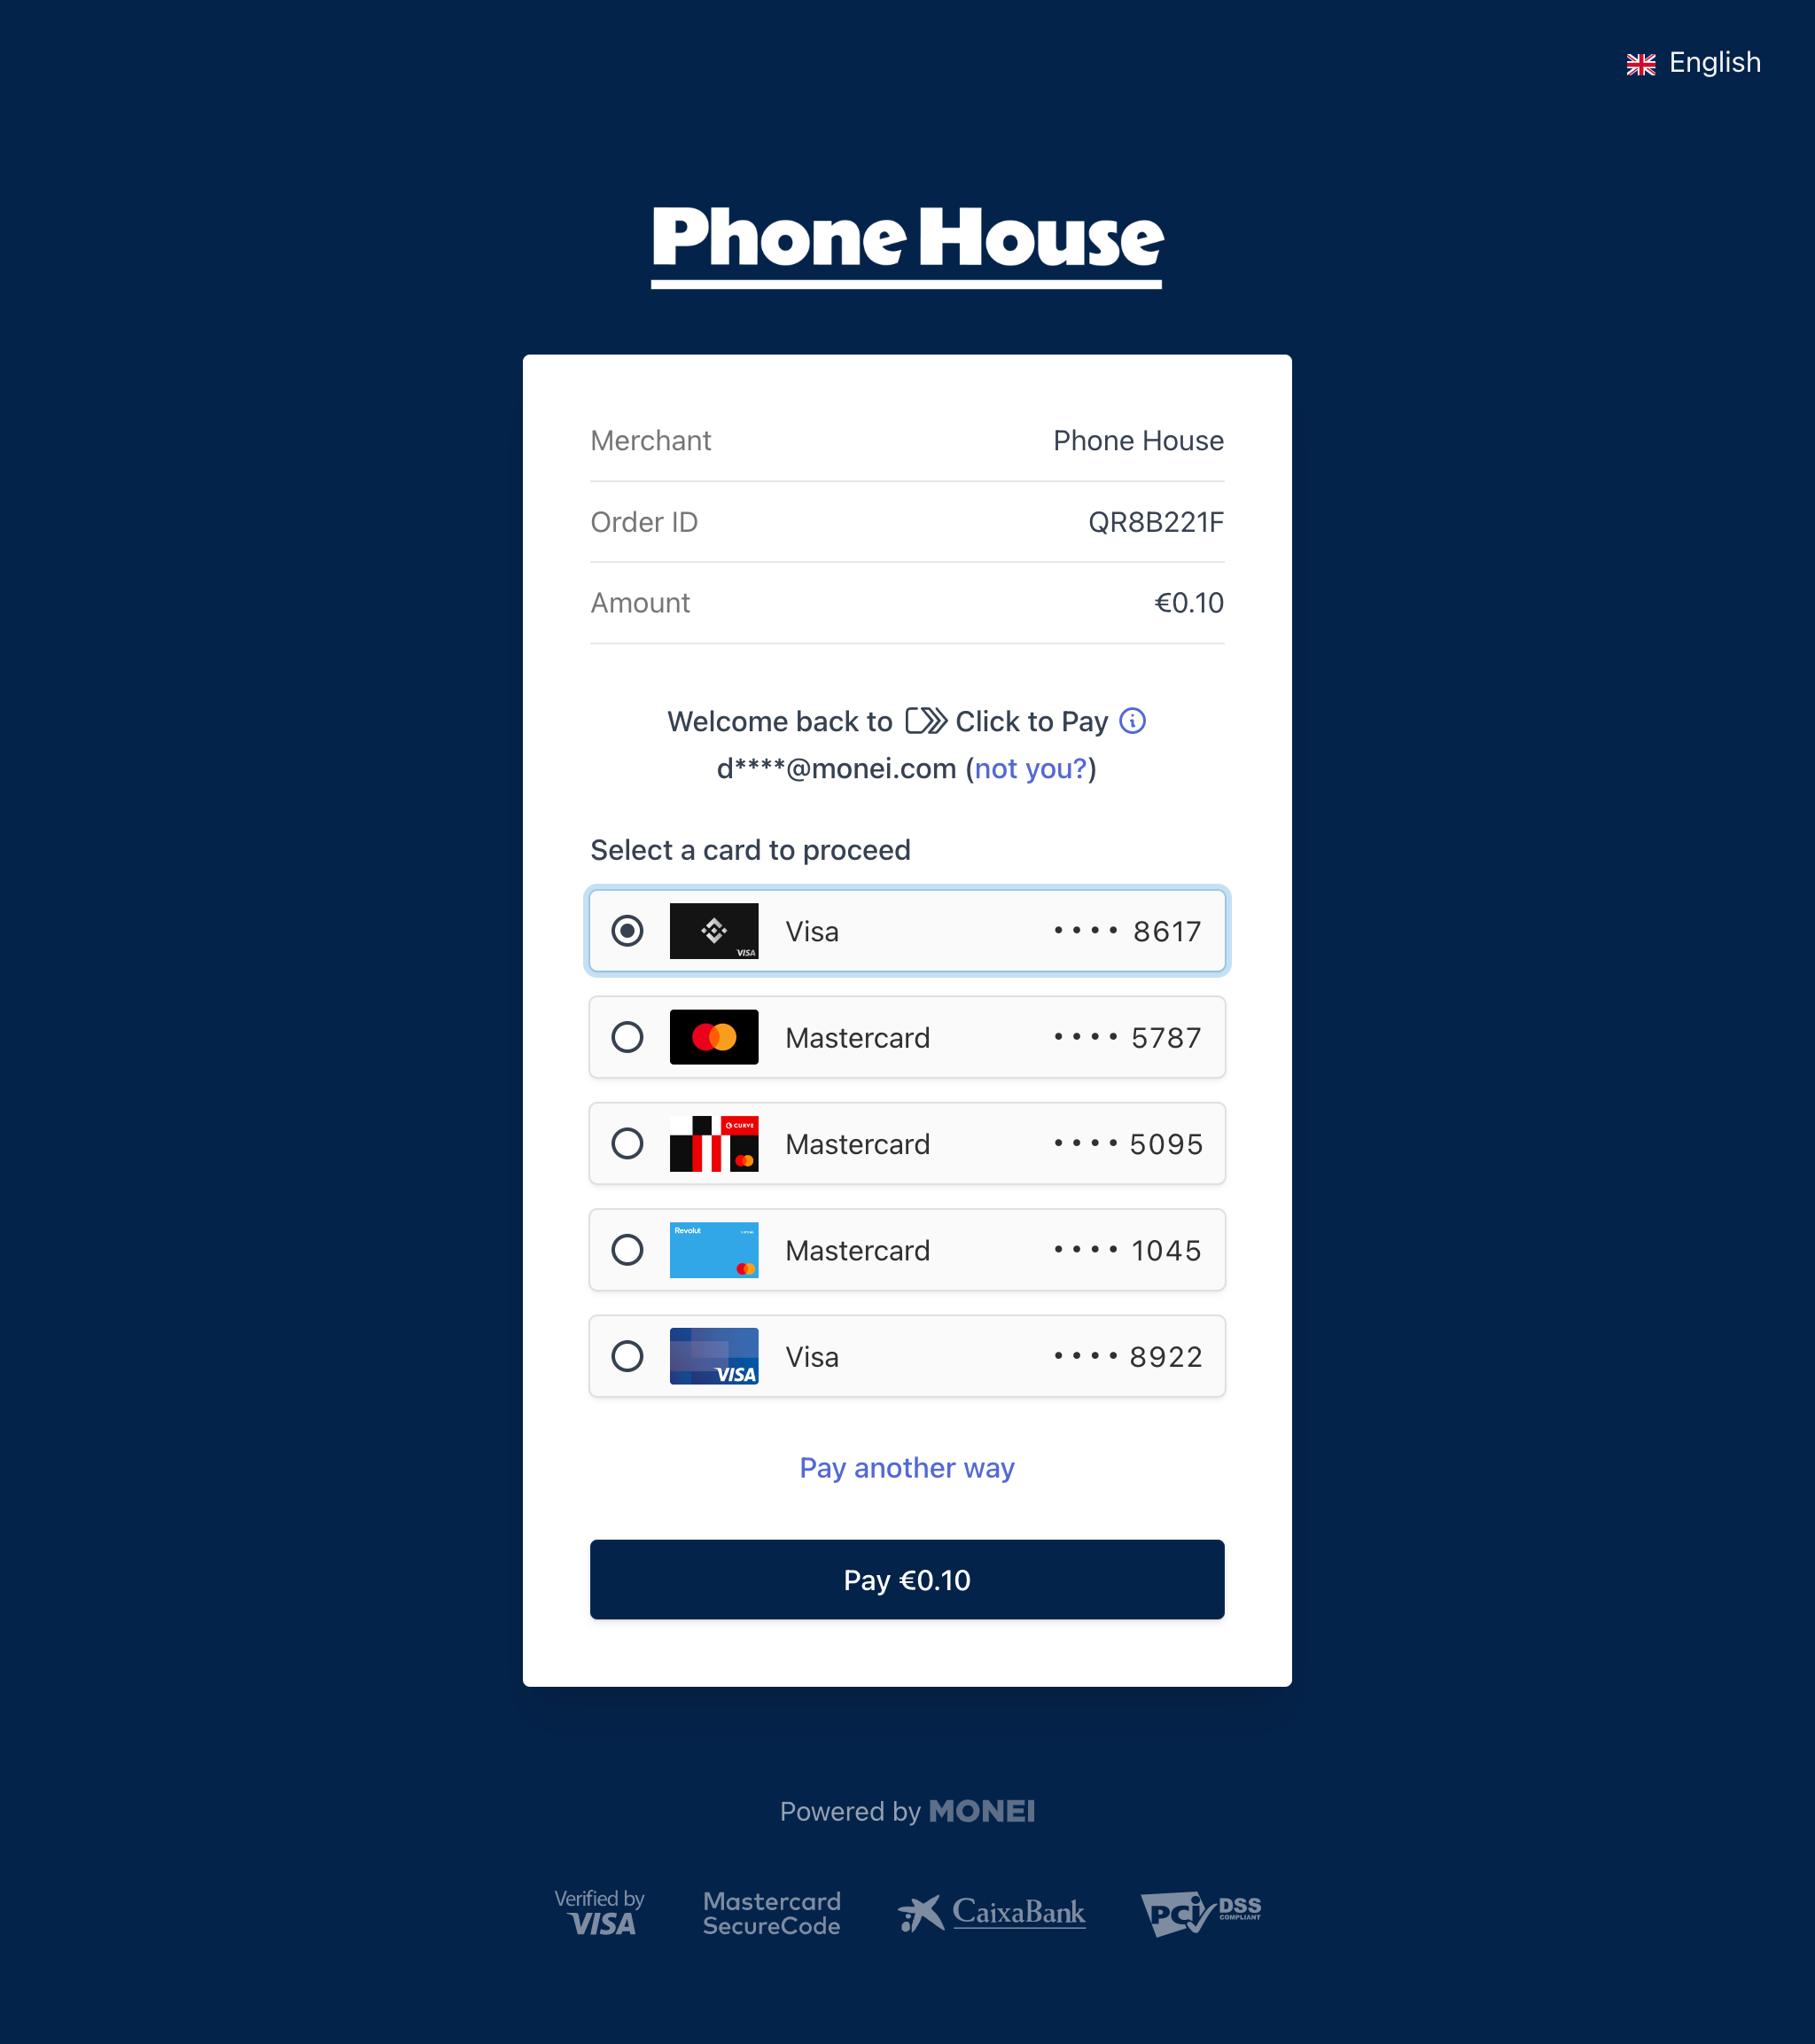 English
Phone House
Merchant Phone House
Order ID QR8B221F
Amount €0.10
Welcome back to Click to Pay
d****@monei.com (not you?)
Select a card to proceed
VISA
Visa •••• 8617
Mastercard •••• 5787
CURVE
Mastercard •••• 5095
Revolut
Mastercard •••• 1045
VISA
Visa •••• 8922
Pay another way
Pay €0.10
Powered by MONEI
Verified by
VISA
Mastercard
SecureCode
CaixaBank
PCI DSS
COMPLIANT